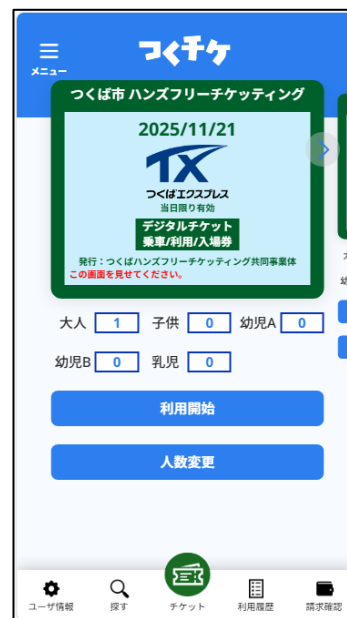 つくチケ
メニュー
つくば市 ハンズフリーチケッティング
2025/11/21
TX
つくばエクスプレス
当日限り有効
デジタルチケット
乗車/利用/入場券
発行：つくばハンズフリーチケッティング共同事業体
この画面を見せてください。
大人 1 子供 0 幼児A 0
幼児B 0 乳児 0
利用開始
人数変更
ユーザ情報 探す チケット 利用履歴 請求確認